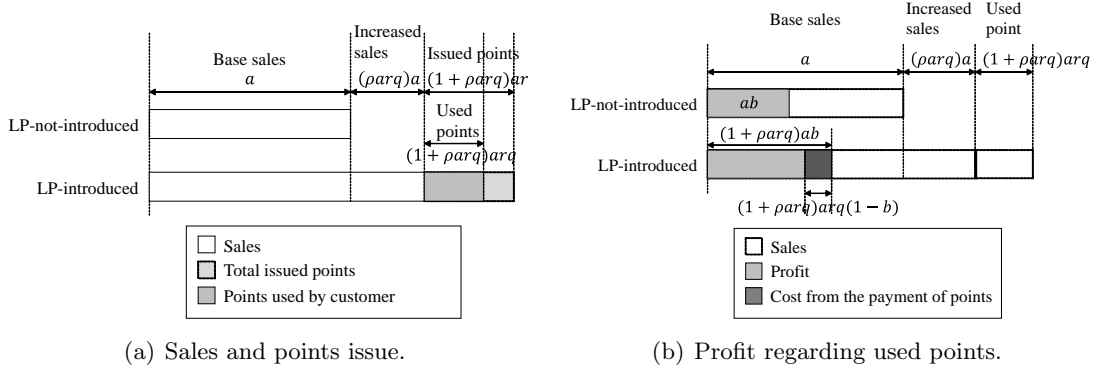 Base sales
a
Increased
sales
(ρarq)a
Issued points
(1 + ρarq)ar
LP-not-introduced
Used
points
(1 + ρarq)arq
LP-introduced
Sales
Total issued points
Points used by customer
(a) Sales and points issue.
Base sales
a
Increased
sales
(ρarq)a
Used
point
(1 + ρarq)arq
LP-not-introduced
ab
(1 + ρarq)ab
LP-introduced
(1 + ρarq)arq(1 − b)
Sales
Profit
Cost from the payment of points
(b) Profit regarding used points.